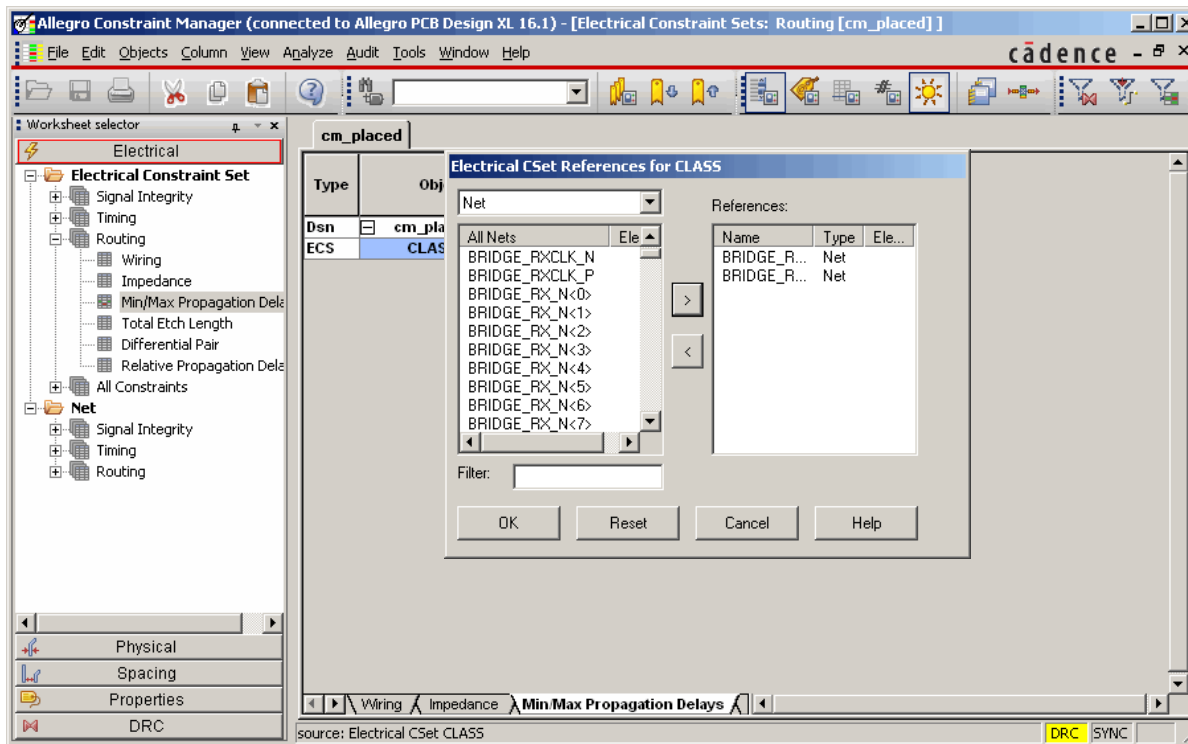 Allegro Constraint Manager (connected to Allegro PCB Design XL 16.1) - [Electrical Constraint Sets: Routing [cm_placed] ]
File Edit Objects Column View Analyze Audit Tools Window Help
cādence
Worksheet selector
Electrical
Electrical Constraint Set
Signal Integrity
Timing
Routing
Wiring
Impedance
Min/Max Propagation Dela
Total Etch Length
Differential Pair
Relative Propagation Dela
All Constraints
Net
Signal Integrity
Timing
Routing
Physical
Spacing
Properties
DRC
cm_placed
Type Obj
Dsn cm_pla
ECS CLAS
Electrical CSet References for CLASS
Net
References:
All Nets Ele
BRIDGE_RXCLK_N
BRIDGE_RXCLK_P
BRIDGE_RX_N<0>
BRIDGE_RX_N<1>
BRIDGE_RX_N<2>
BRIDGE_RX_N<3>
BRIDGE_RX_N<4>
BRIDGE_RX_N<5>
BRIDGE_RX_N<6>
BRIDGE_RX_N<7>
>
<
Name Type Ele...
BRIDGE_R... Net
BRIDGE_R... Net
Filter:
OK Reset Cancel Help
Wiring Impedance Min/Max Propagation Delays
source: Electrical CSet CLASS
DRC SYNC